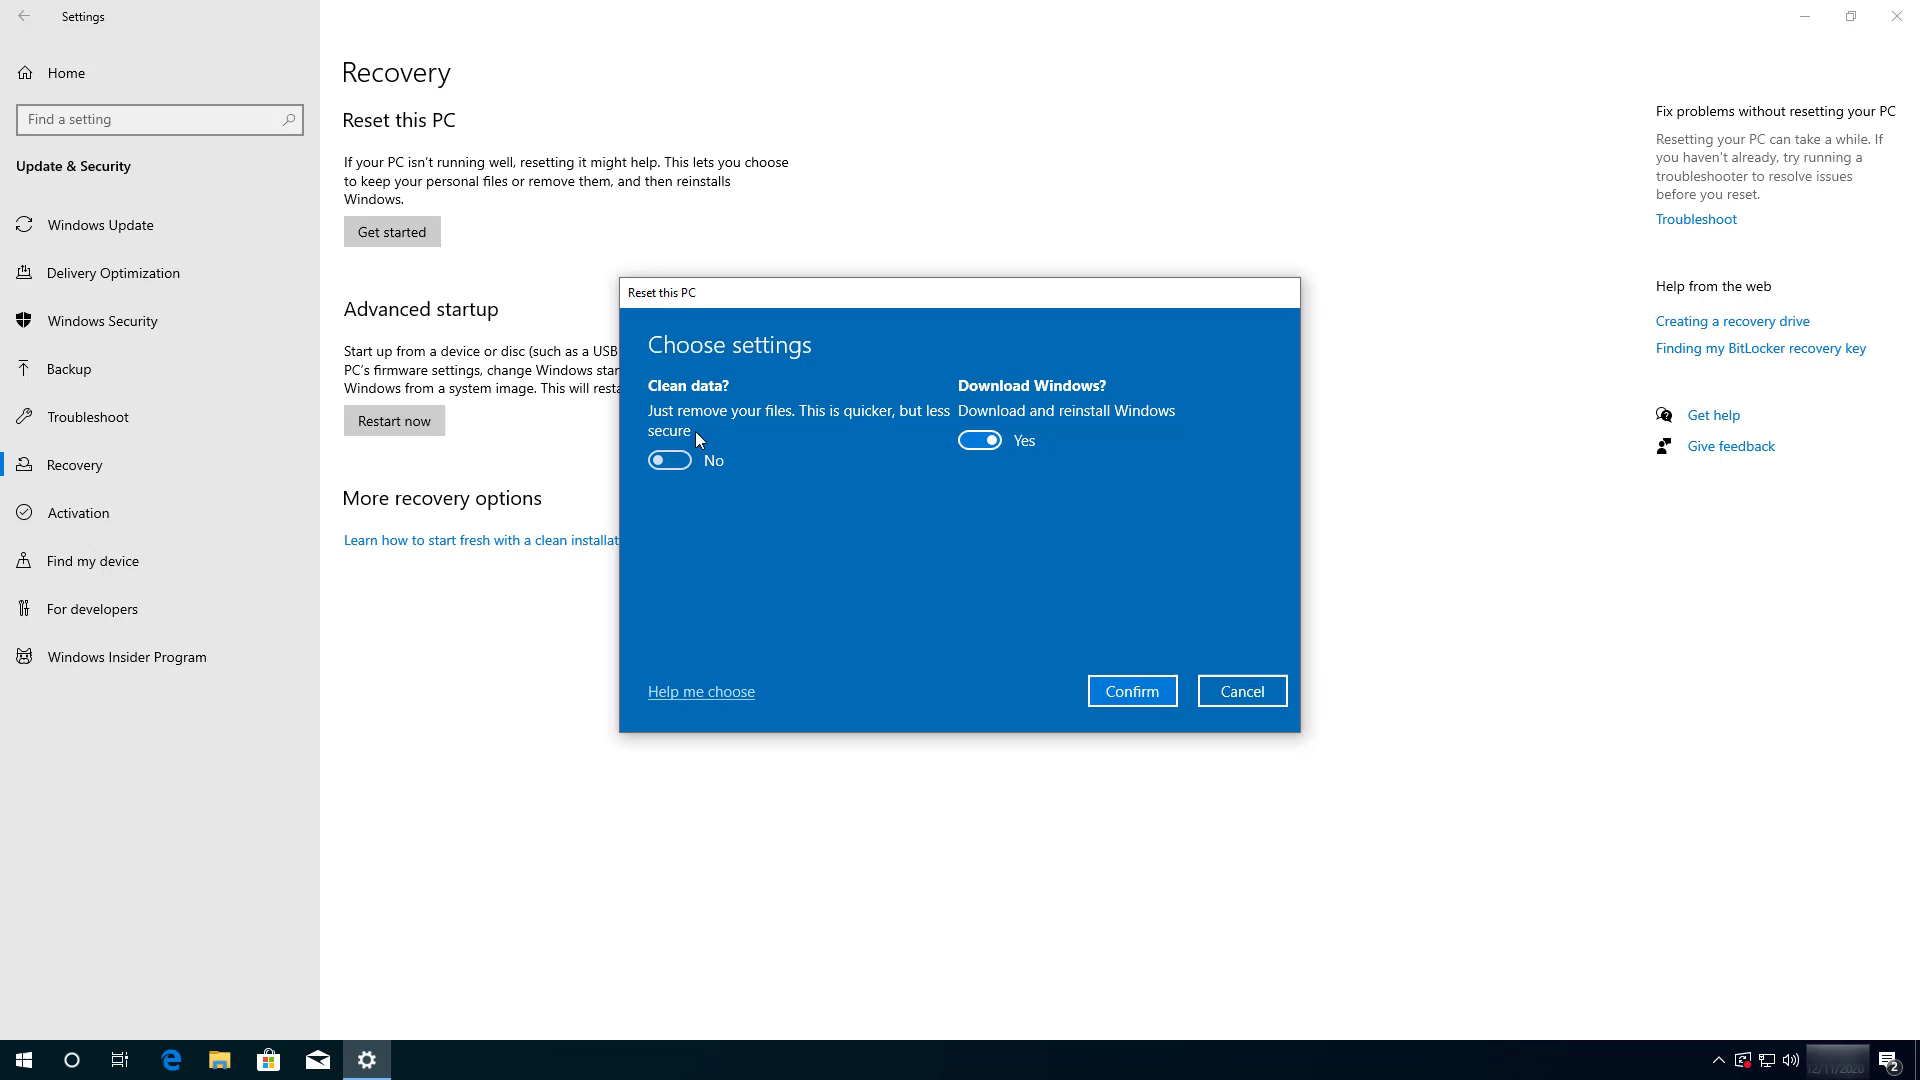 Settings
Home
Find a setting
Update & Security
Windows Update
Delivery Optimization
Windows Security
Backup
Troubleshoot
Recovery
Activation
Find my device
For developers
Windows Insider Program
Recovery
Reset this PC
If your PC isn't running well, resetting it might help. This lets you choose
to keep your personal files or remove them, and then reinstalls
Windows.
Get started
Advanced startup
Start up from a device or disc (such as a USB
PC's firmware settings, change Windows star
Windows from a system image. This will resta
Restart now
More recovery options
Learn how to start fresh with a clean installat
Reset this PC
Choose settings
Clean data?
Just remove your files. This is quicker, but less
secure
No
Download Windows?
Download and reinstall Windows
Yes
Help me choose
Confirm
Cancel
Fix problems without resetting your PC
Resetting your PC can take a while. If
you haven't already, try running a
troubleshooter to resolve issues
before you reset.
Troubleshoot
Help from the web
Creating a recovery drive
Finding my BitLocker recovery key
Get help
Give feedback
12/11/2020
2